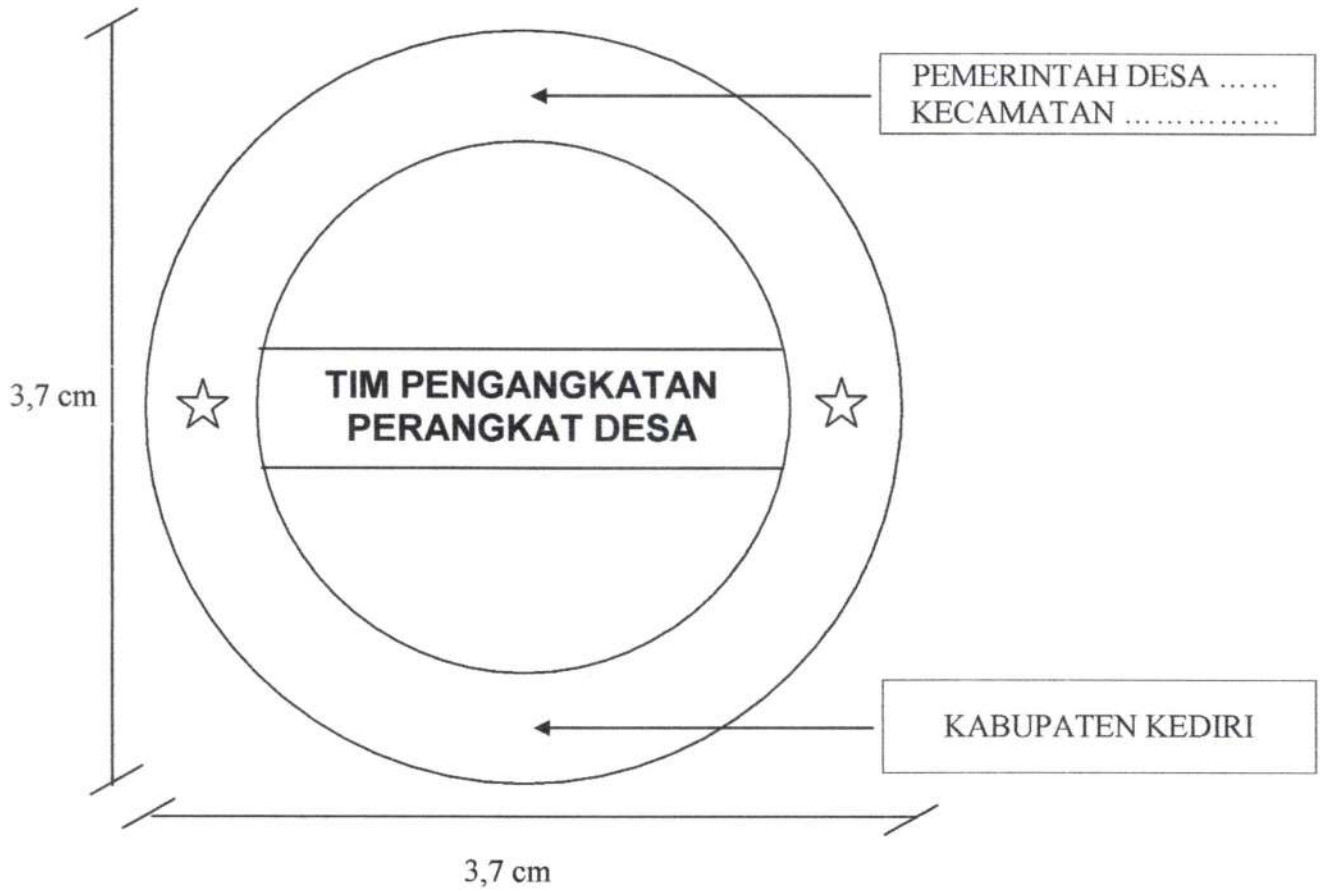 PEMERINTAH DESA ......
KECAMATAN ...............
3,7 cm
TIM PENGANGKATAN
PERANGKAT DESA
KABUPATEN KEDIRI
3,7 cm